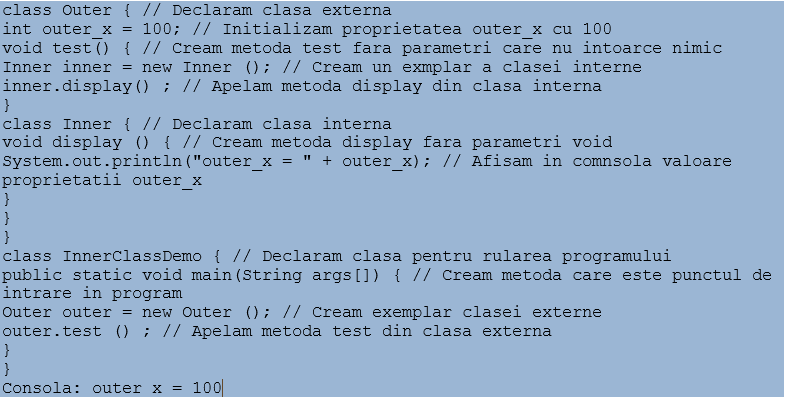 class Outer { // Declaram clasa externa
int outer_x = 100; // Initializam proprietatea outer_x cu 100
void test() { // Cream metoda test fara parametri care nu intoarce nimic
Inner inner = new Inner (); // Cream un exmplar a clasei interne
inner.display() ; // Apelam metoda display din clasa interna
}
class Inner { // Declaram clasa interna
void display () { // Cream metoda display fara parametri void
System.out.println("outer_x = " + outer_x); // Afisam in comnsola valoare
proprietatii outer_x
}
}
}
class InnerClassDemo { // Declaram clasa pentru rularea programului
public static void main(String args[]) { // Cream metoda care este punctul de
intrare in program
Outer outer = new Outer (); // Cream exemplar clasei externe
outer.test () ; // Apelam metoda test din clasa externa
}
}
Consola: outer x = 100